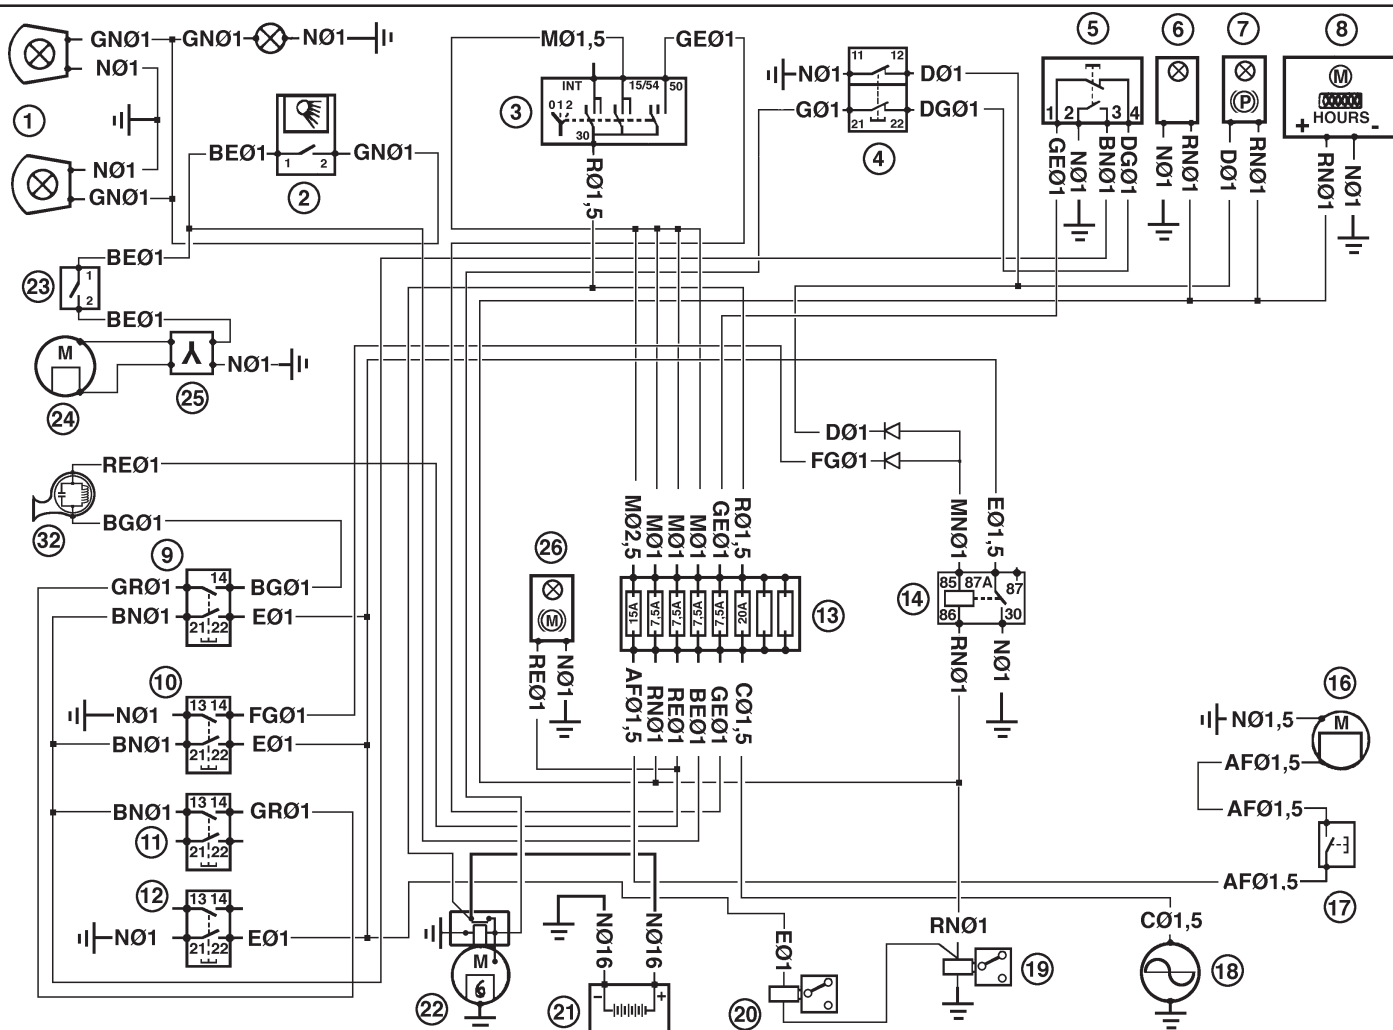 GNØ1 GNØ1 NØ1
NØ1
1
NØ1
GNØ1
BEØ1 1 2 GNØ1
2
MØ1,5 GEØ1
INT 15/54 50
0 1 2
30
3
RØ1,5
11 12
NØ1 DØ1
GØ1 DGØ1
21 22
4
5 6 7 8
1 2 3 4
GEØ1 NØ1 BNØ1 DGØ1
NØ1 RNØ1
P
DØ1 RNØ1
M
HOURS
+ -
RNØ1 NØ1
BEØ1
23
1
2
BEØ1
M
24
25
NØ1
DØ1
FGØ1
REØ1
BGØ1
32
9
GRØ1 14 BGØ1
BNØ1 21 22 EØ1
10
NØ1 13 14 FGØ1
BNØ1 21 22 EØ1
BNØ1 13 14 GRØ1
11 21 22
12 13 14
NØ1 21 22 EØ1
26
M
REØ1 NØ1
MØ2,5 MØ1 MØ1 MØ1 GEØ1 RØ1,5
15A 7,5A 7,5A 7,5A 7,5A 20A
13
AFØ1,5 RNØ1 REØ1 BEØ1 GEØ1 CØ1,5
MNØ1 EØ1,5
85 87A 87
86 30
14
RNØ1 NØ1
16
NØ1,5 M
AFØ1,5
AFØ1,5
AFØ1,5
17
M
22
NØ16 NØ16
- +
21
EØ1
20
RNØ1
19
CØ1,5
18